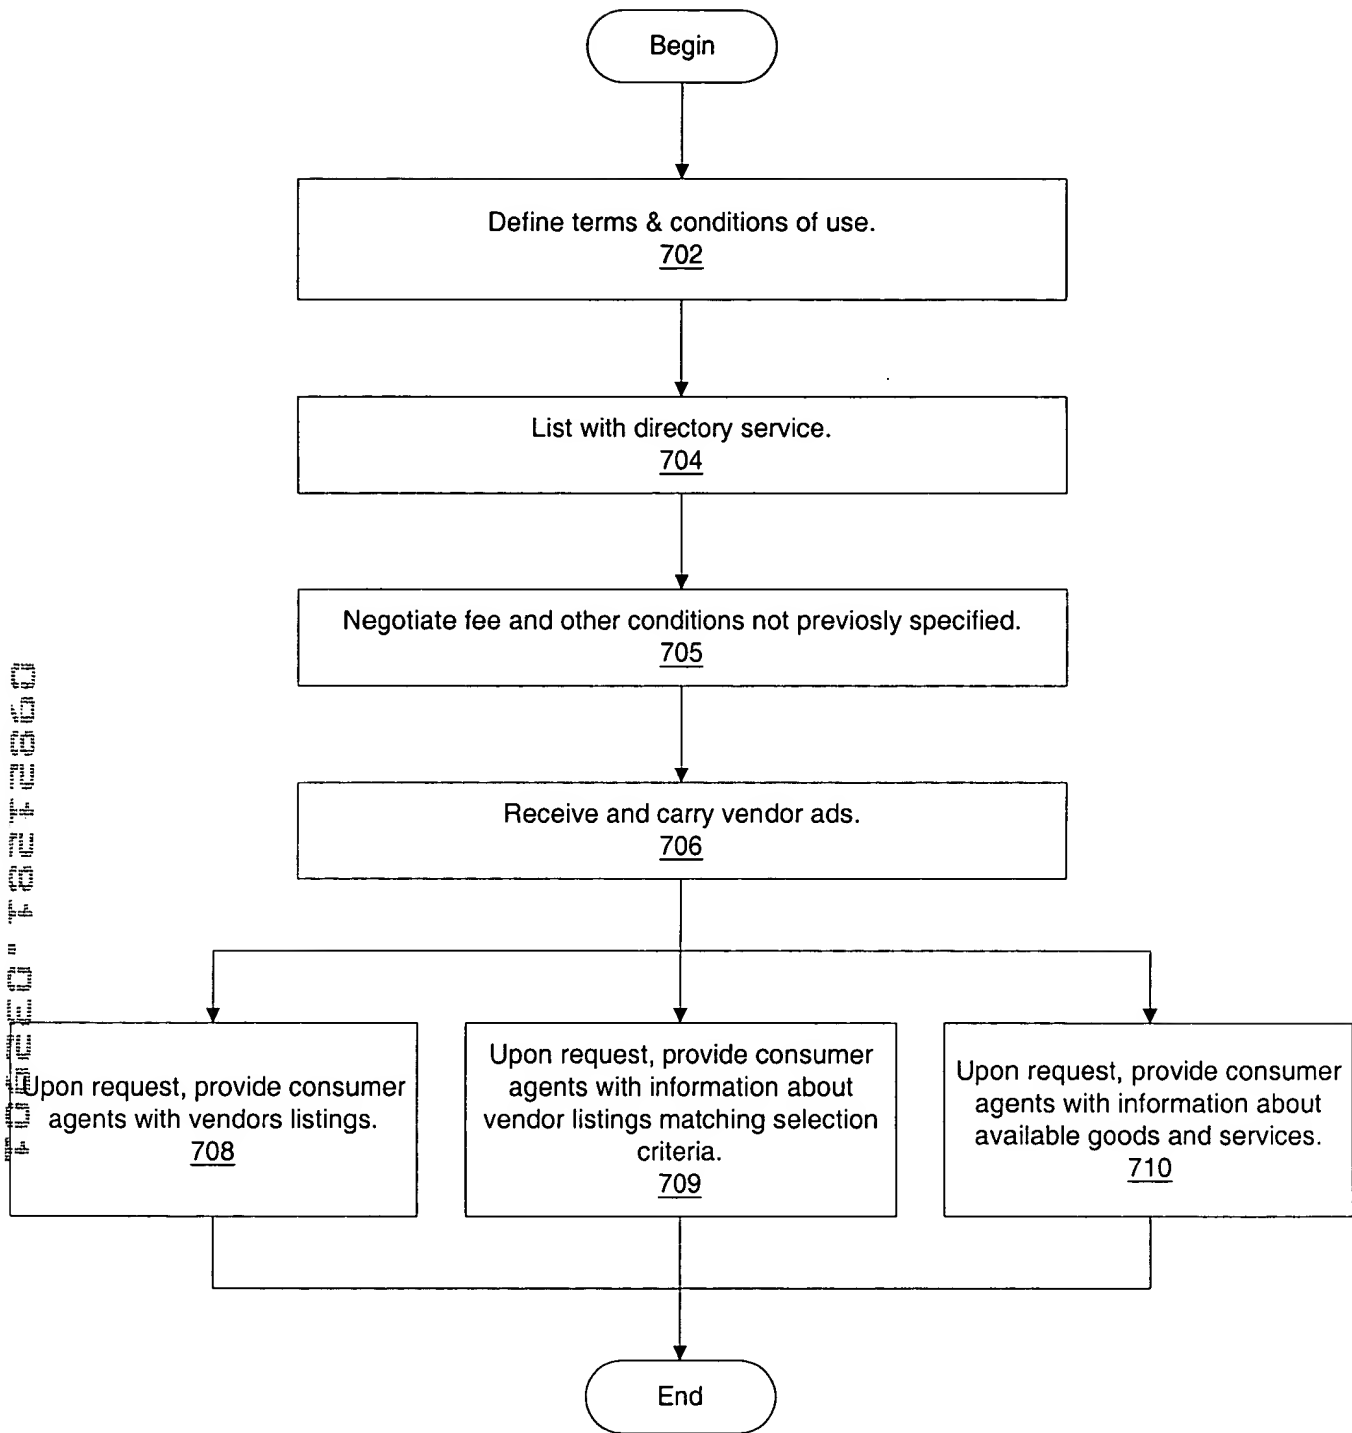 Begin
Define terms & conditions of use.
702
List with directory service.
704
Negotiate fee and other conditions not previosly specified.
705
Receive and carry vendor ads.
706
Upon request, provide consumer
agents with vendors listings.
708
Upon request, provide consumer
agents with information about
vendor listings matching selection
criteria.
709
Upon request, provide consumer
agents with information about
available goods and services.
710
End